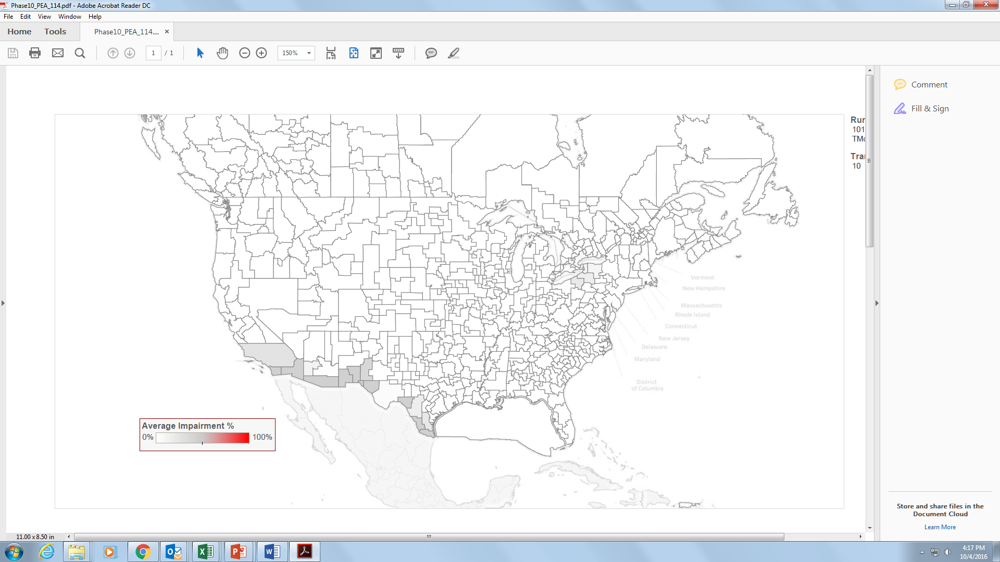 Phase10_PEA_114.pdf - Adobe Acrobat Reader DC
File Edit View Window Help
Home Tools Phase10_PEA_114....
1 / 1 150%
Comment
Fill & Sign
Rur
101
TMo
Tra
10
Vermont
New Hampshire
Massachusetts
Rhode Island
Connecticut
New Jersey
Delaware
Maryland
District
of Columbia
Average Impairment %
0% 100%
Store and share files in the
Document Cloud
Learn More
11.00 x 8.50 in
4:17 PM
10/4/2016